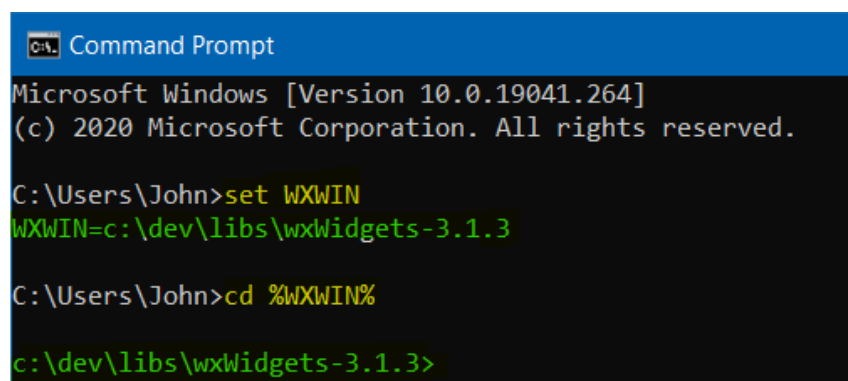 Command Prompt
Microsoft Windows [Version 10.0.19041.264]
(c) 2020 Microsoft Corporation. All rights reserved.
C:\Users\John>set WXWIN
WXWIN=c:\dev\libs\wxWidgets-3.1.3
C:\Users\John>cd %WXWIN%
c:\dev\libs\wxWidgets-3.1.3>